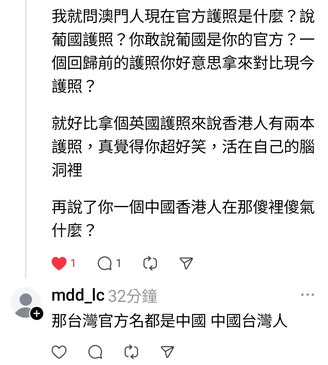 我就問澳門人現在官方護照是什麼？說
葡國護照？你敢說葡國是你的官方？一
個回歸前的護照你好意思拿來對比現今
護照？
就好比拿個英國護照來說香港人有兩本
護照，真覺得你超好笑，活在自己的腦
洞裡
再說了你一個中國香港人在那傻裡傻氣
什麼？
1
1
mdd_lc 32分鐘
那台灣官方名都是中國 中國台灣人